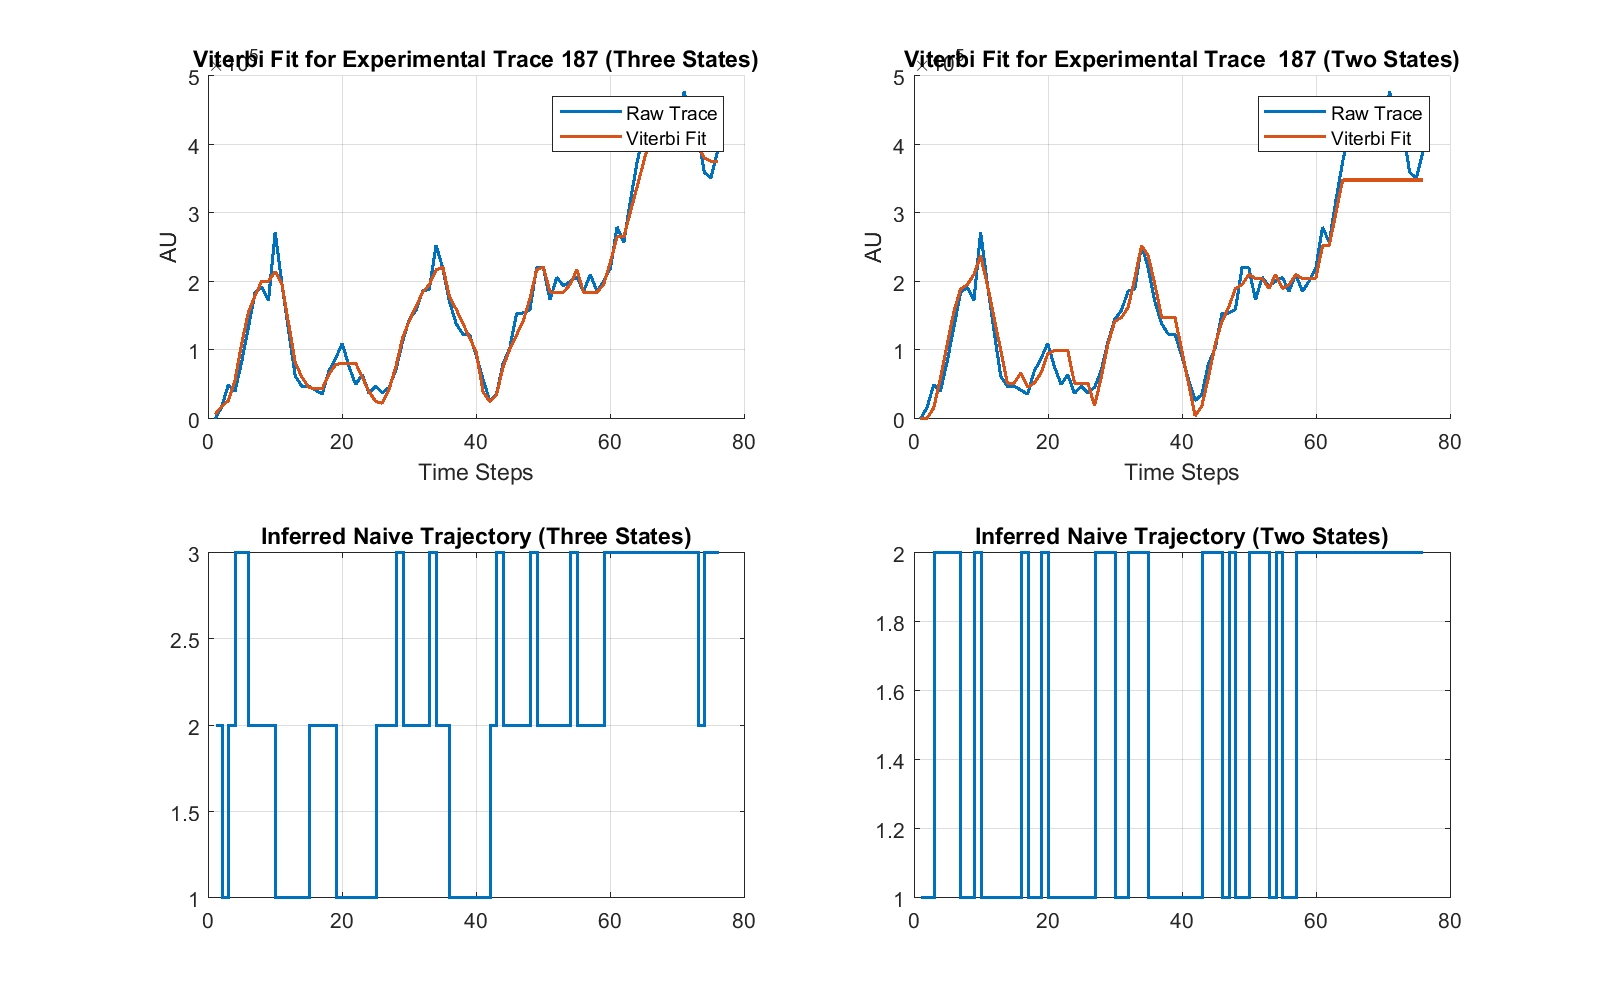 Viterbi Fit for Experimental Trace 187 (Three States)
×10^5
5
4
3
2
1
0
AU
0 20 40 60 80
Time Steps
Raw Trace
Viterbi Fit
Viterbi Fit for Experimental Trace  187 (Two States)
×10^5
5
4
3
2
1
0
AU
0 20 40 60 80
Time Steps
Raw Trace
Viterbi Fit
Inferred Naive Trajectory (Three States)
3
2.5
2
1.5
1
0 20 40 60 80
Inferred Naive Trajectory (Two States)
2
1.8
1.6
1.4
1.2
1
0 20 40 60 80